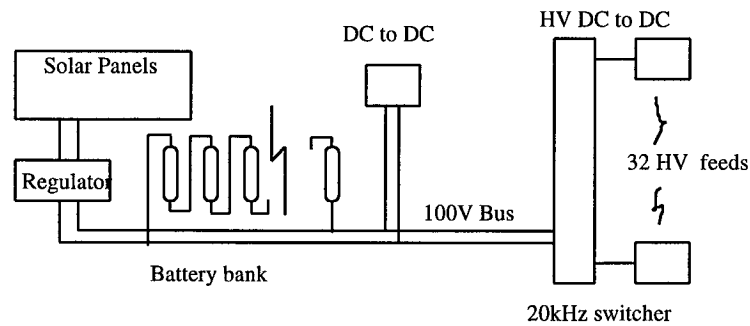 HV DC to DC
DC to DC
Solar Panels
Regulator
32 HV feeds
100V Bus
Battery bank
20kHz switcher